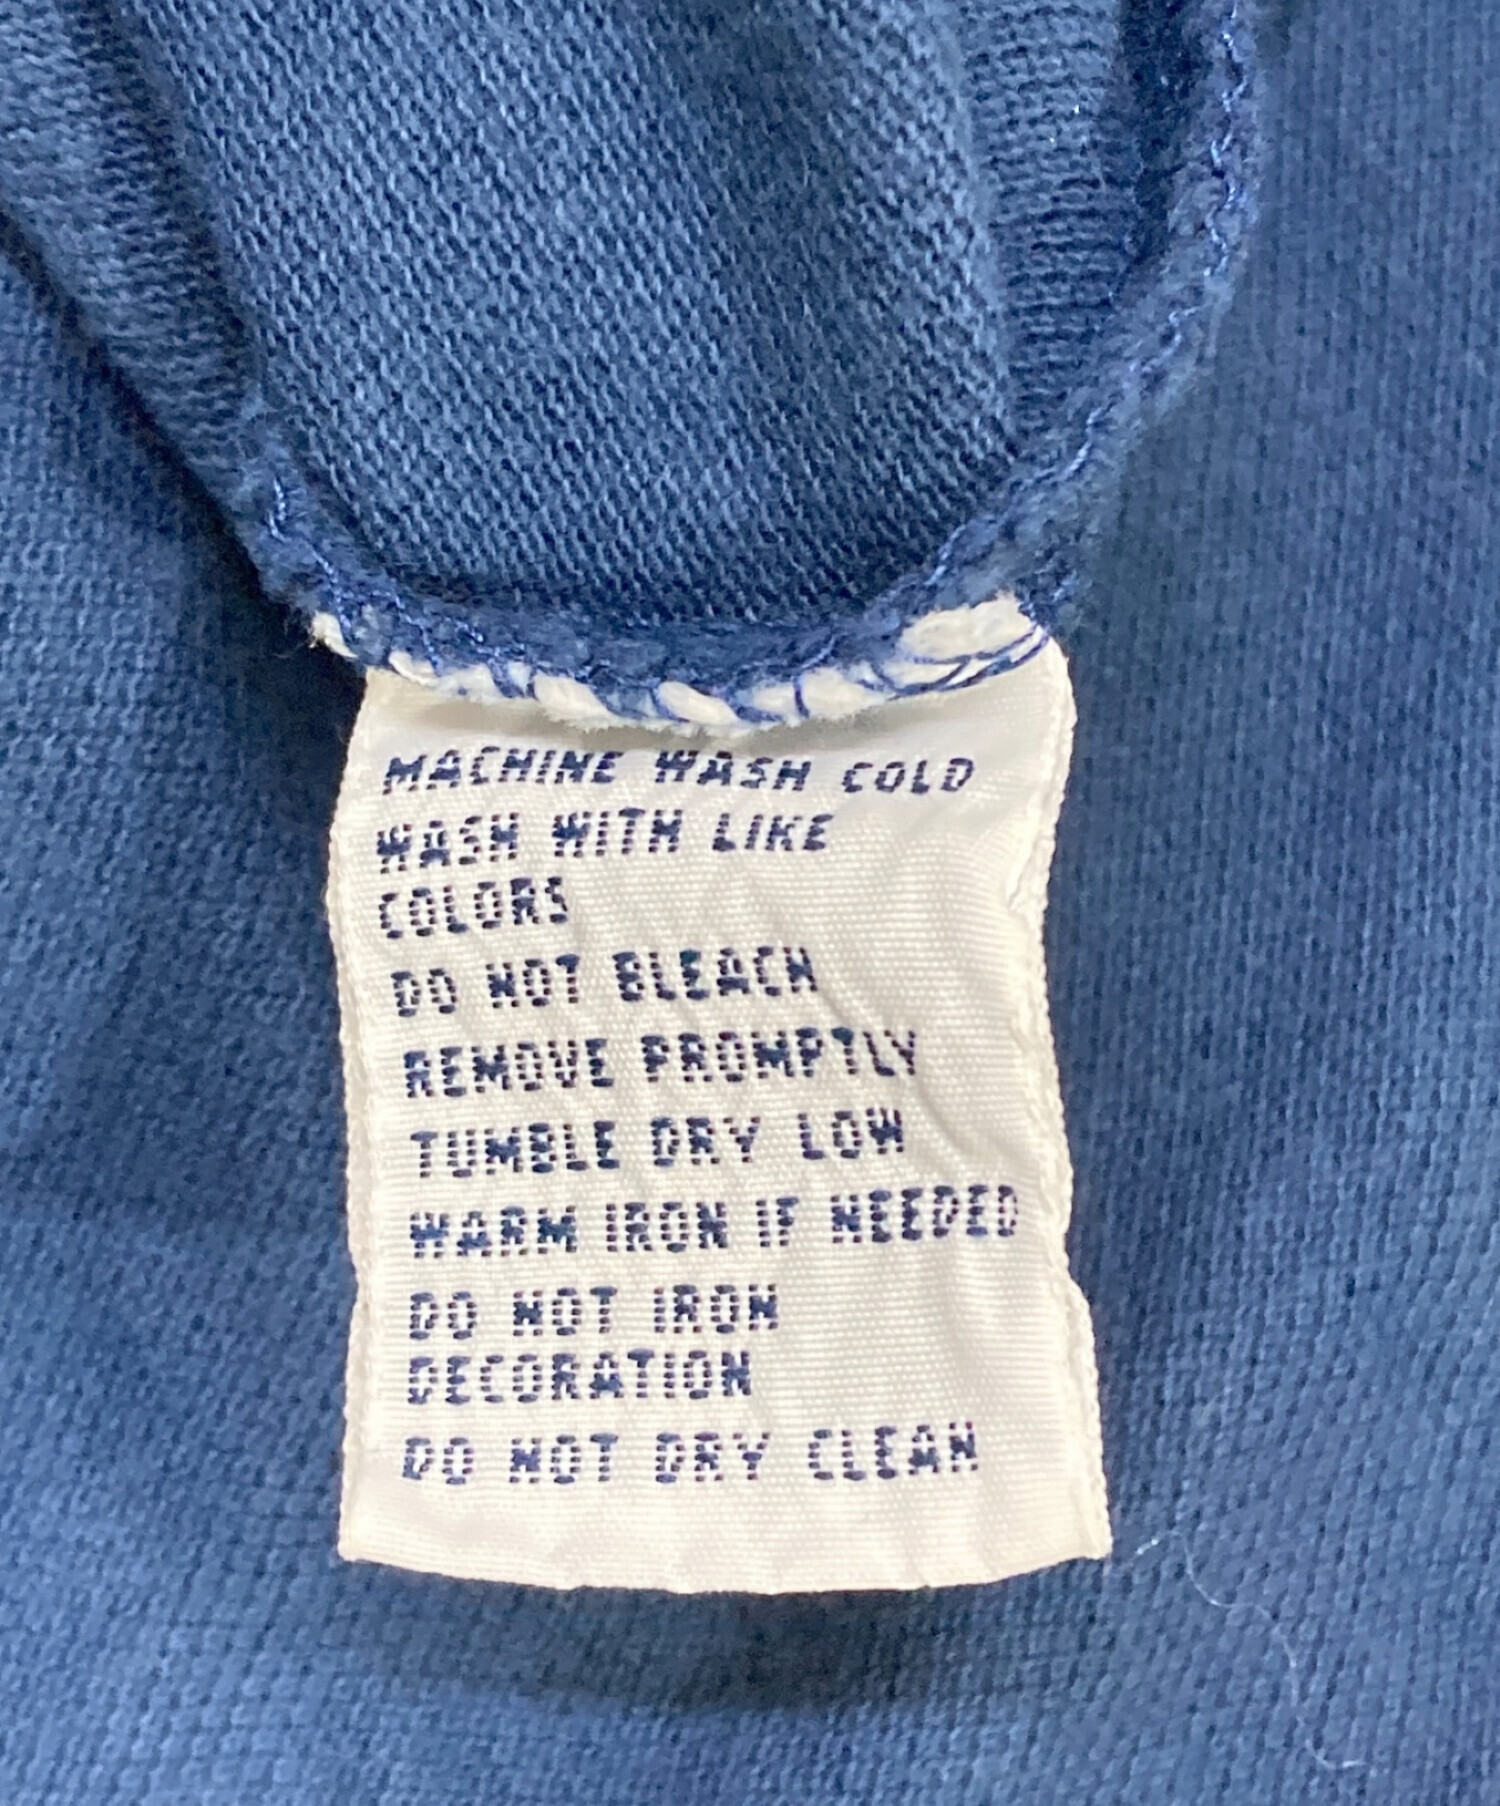 MACHINE WASH COLD
WASH WITH LIKE
COLORS
DO NOT BLEACH
REMOVE PROMPTLY
TUMBLE DRY LOW
WARM IRON IF NEEDED
DO NOT IRON
DECORATION
DO NOT DRY CLEAN